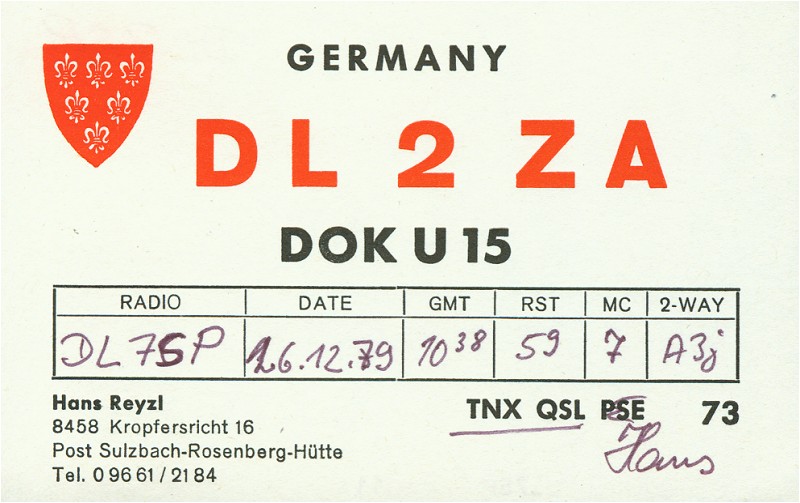 GERMANY
DL 2 ZA
DOK U 15
RADIO DATE GMT RST MC 2-WAY
DL7SP 26.12.79 10 38 59 7 A3j
Hans Reyzl
8458 Kropfersricht 16
Post Sulzbach-Rosenberg-Hütte
Tel. 0 96 61 / 21 84
TNX QSL PSE 73
Hans